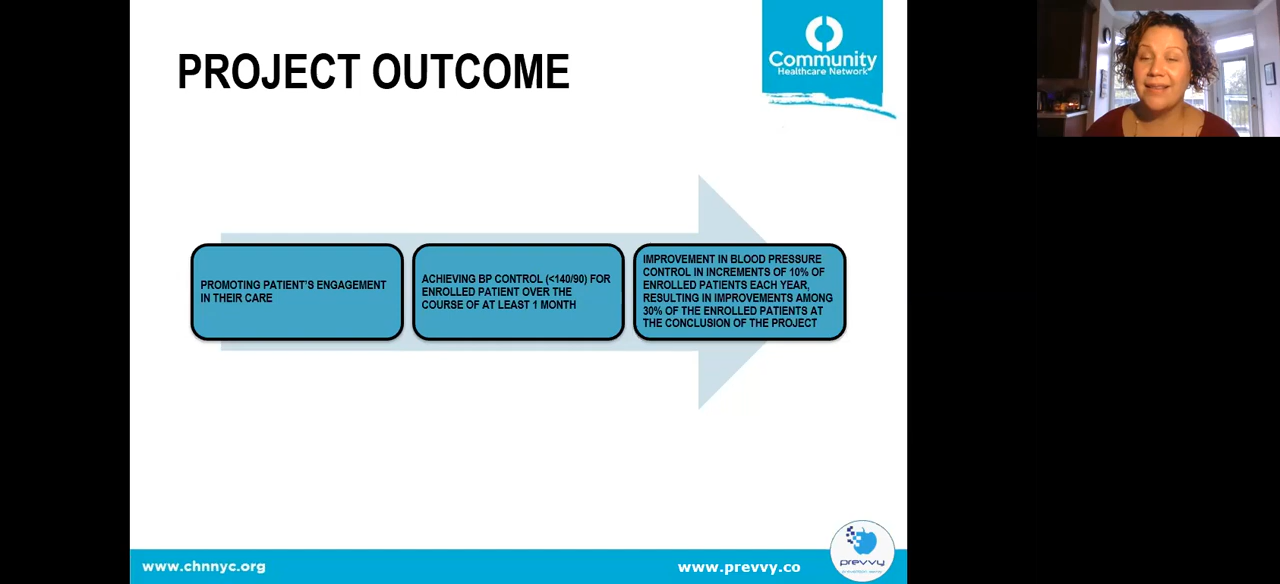 PROJECT OUTCOME
Community
Healthcare Network
PROMOTING PATIENT'S ENGAGEMENT
IN THEIR CARE
ACHIEVING BP CONTROL (<140/90) FOR
ENROLLED PATIENT OVER THE
COURSE OF AT LEAST 1 MONTH
IMPROVEMENT IN BLOOD PRESSURE
CONTROL IN INCREMENTS OF 10% OF
ENROLLED PATIENTS EACH YEAR,
RESULTING IN IMPROVEMENTS AMONG
30% OF THE ENROLLED PATIENTS AT
THE CONCLUSION OF THE PROJECT
www.chnnyc.org
www.prevvy.co
prevvy